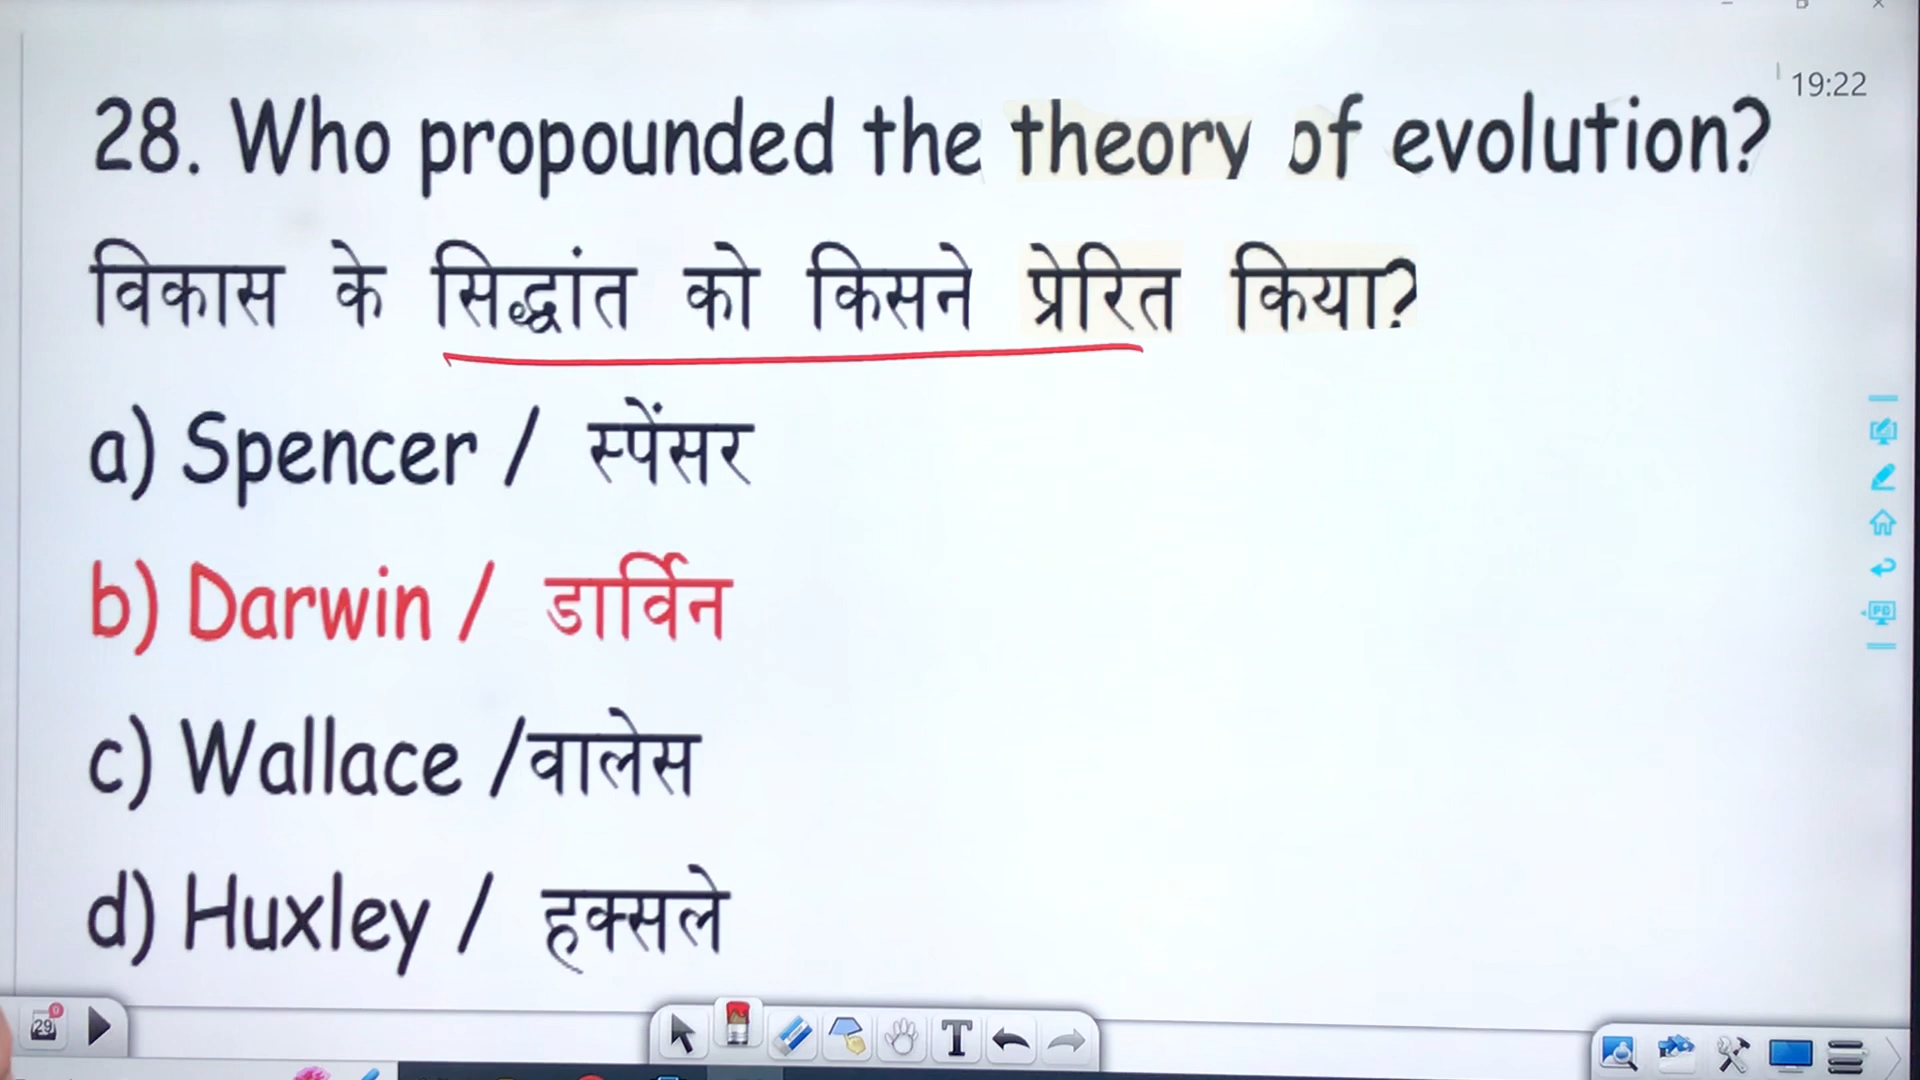 19:22
28. Who propounded the theory of evolution?
विकास के सिद्धांत को किसने प्रेरित किया?
a) Spencer / स्पेंसर
b) Darwin / डार्विन
c) Wallace /वालेस
d) Huxley / हक्सले
29
T